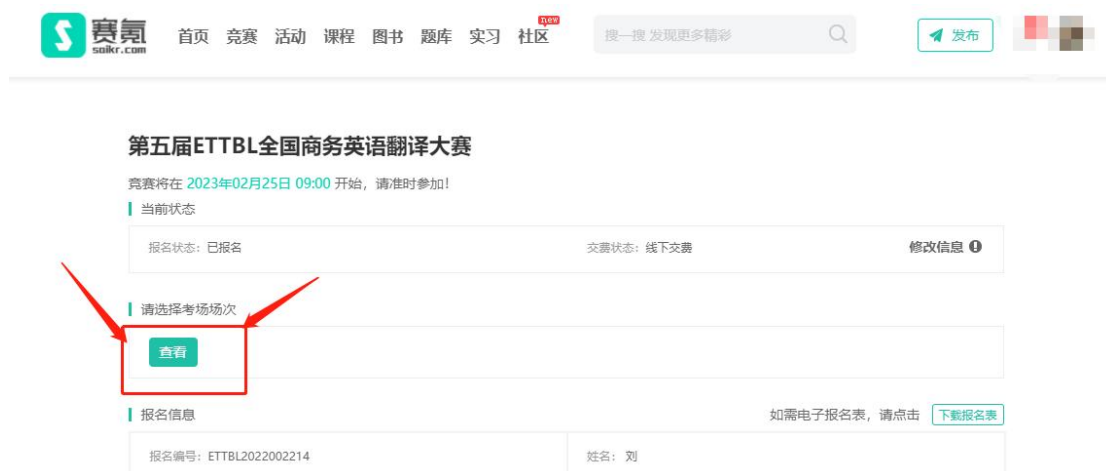 赛氪
saikr.com
首页 竞赛 活动 课程 图书 题库 实习 社区 new
搜一搜 发现更多精彩
发布
第五届ETTBL全国商务英语翻译大赛
竞赛将在 2023年02月25日 09:00 开始，请准时参加！
当前状态
报名状态：已报名 交费状态：线下交费 修改信息
请选择考场场次
查看
报名信息 如需电子报名表，请点击 下载报名表
报名编号：ETTBL2022002214 姓名：刘